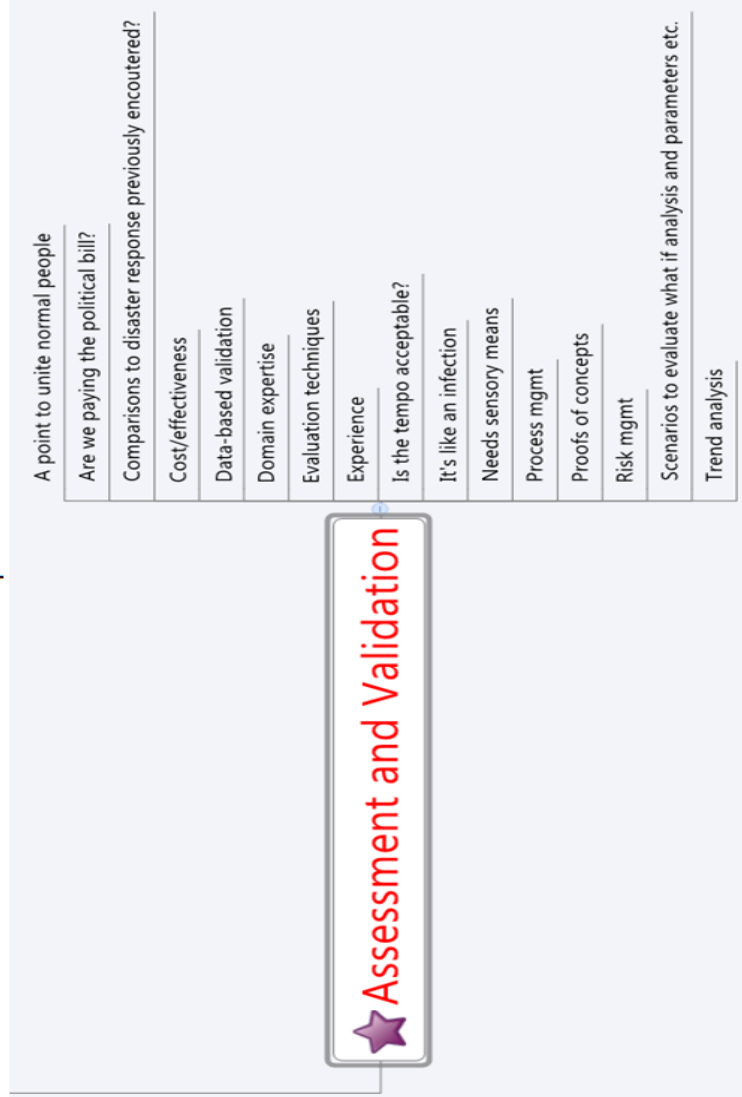 Assessment and Validation
A point to unite normal people
Are we paying the political bill?
Comparisons to disaster response previously encoutered?
Cost/effectiveness
Data-based validation
Domain expertise
Evaluation techniques
Experience
Is the tempo acceptable?
It's like an infection
Needs sensory means
Process mgmt
Proofs of concepts
Risk mgmt
Scenarios to evaluate what if analysis and parameters etc.
Trend analysis